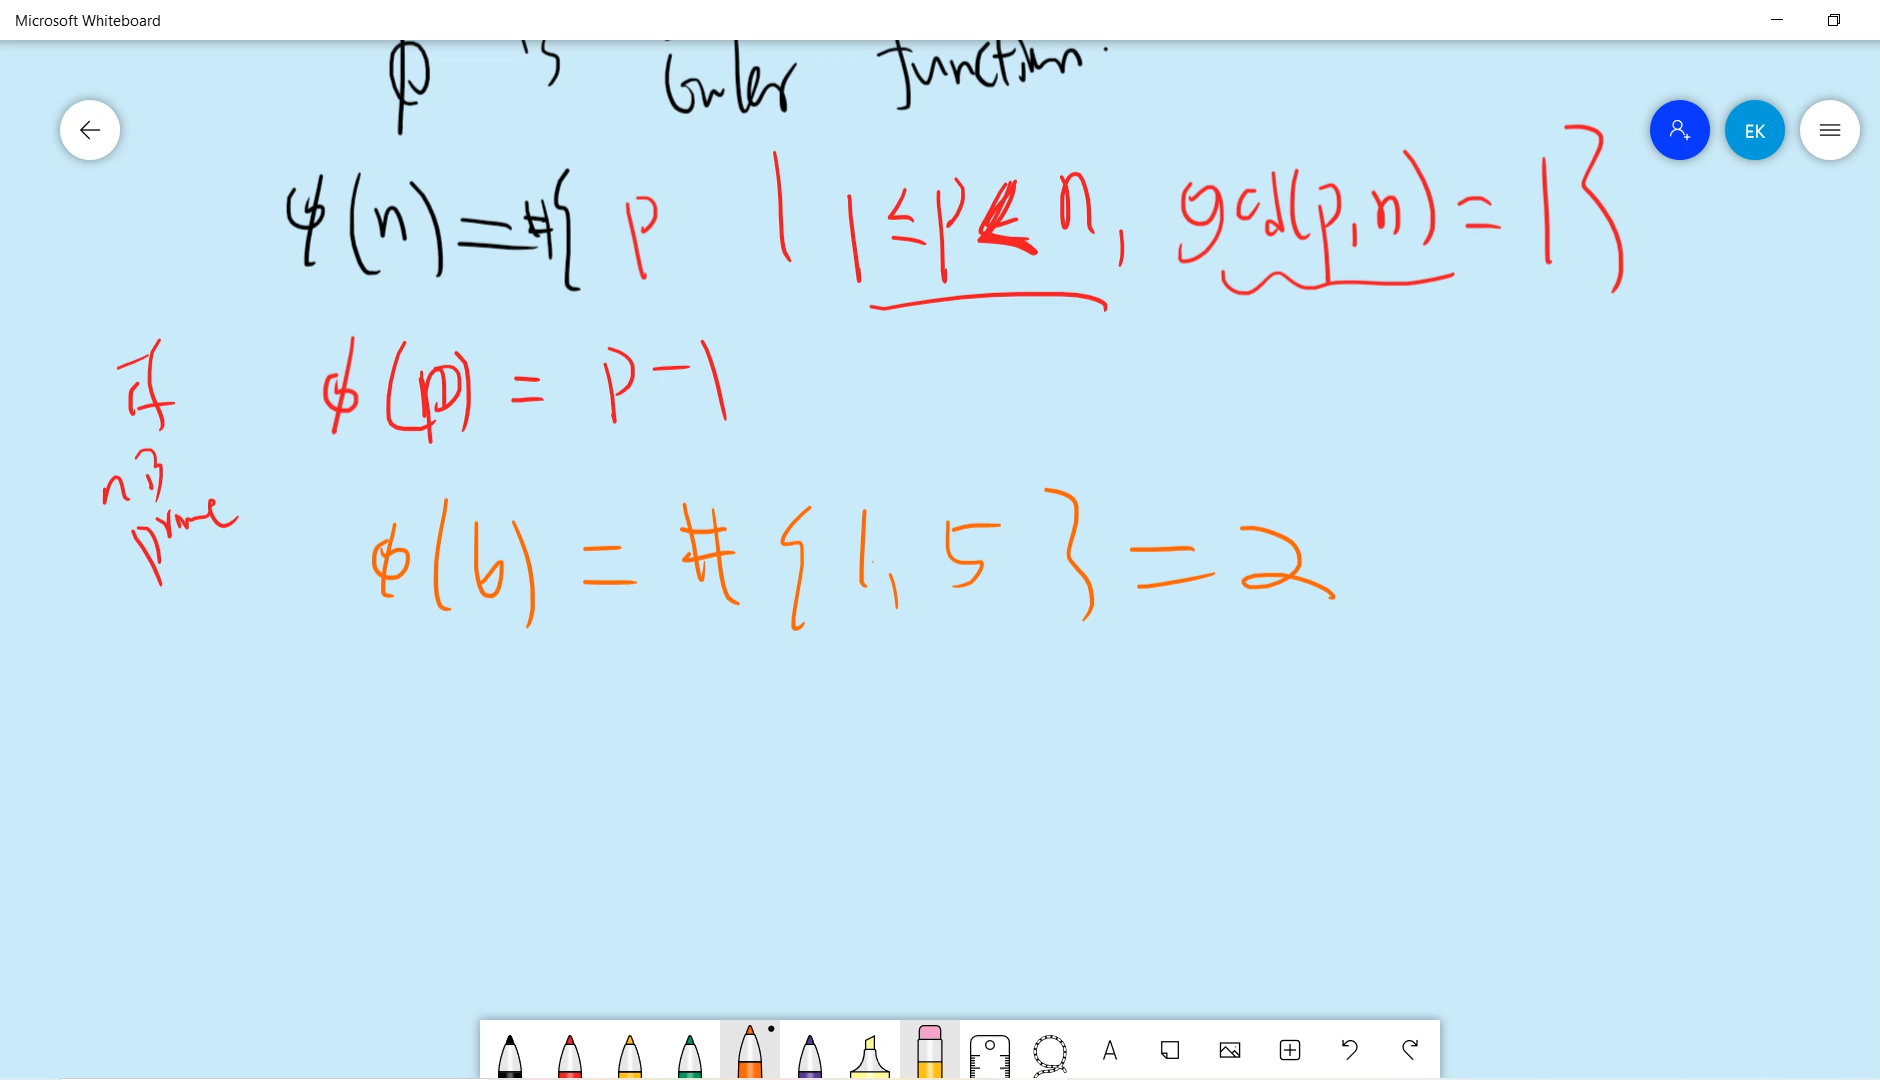 Microsoft Whiteboard
φ is Euler function.
EK
φ(n) = #{ p | 1 ≤ p < n, gcd(p,n) = 1 }
if φ(p) = p - 1
n is
prime
φ(6) = # { 1, 5 } = 2
A